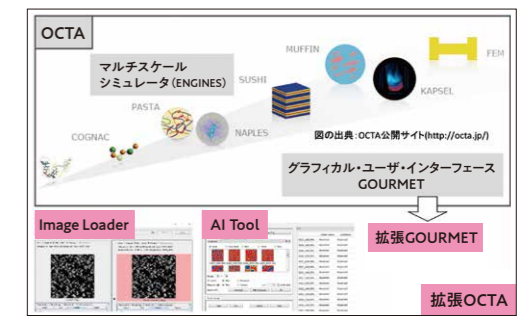 OCTA
マルチスケール
シミュレータ(ENGINES)
COGNAC
PASTA
NAPLES
SUSHI
MUFFIN
KAPSEL
FEM
図の出典:OCTA公開サイト(http://octa.jp/)
グラフィカル・ユーザ・インターフェース
GOURMET
Image Loader
AI Tool
拡張GOURMET
拡張OCTA